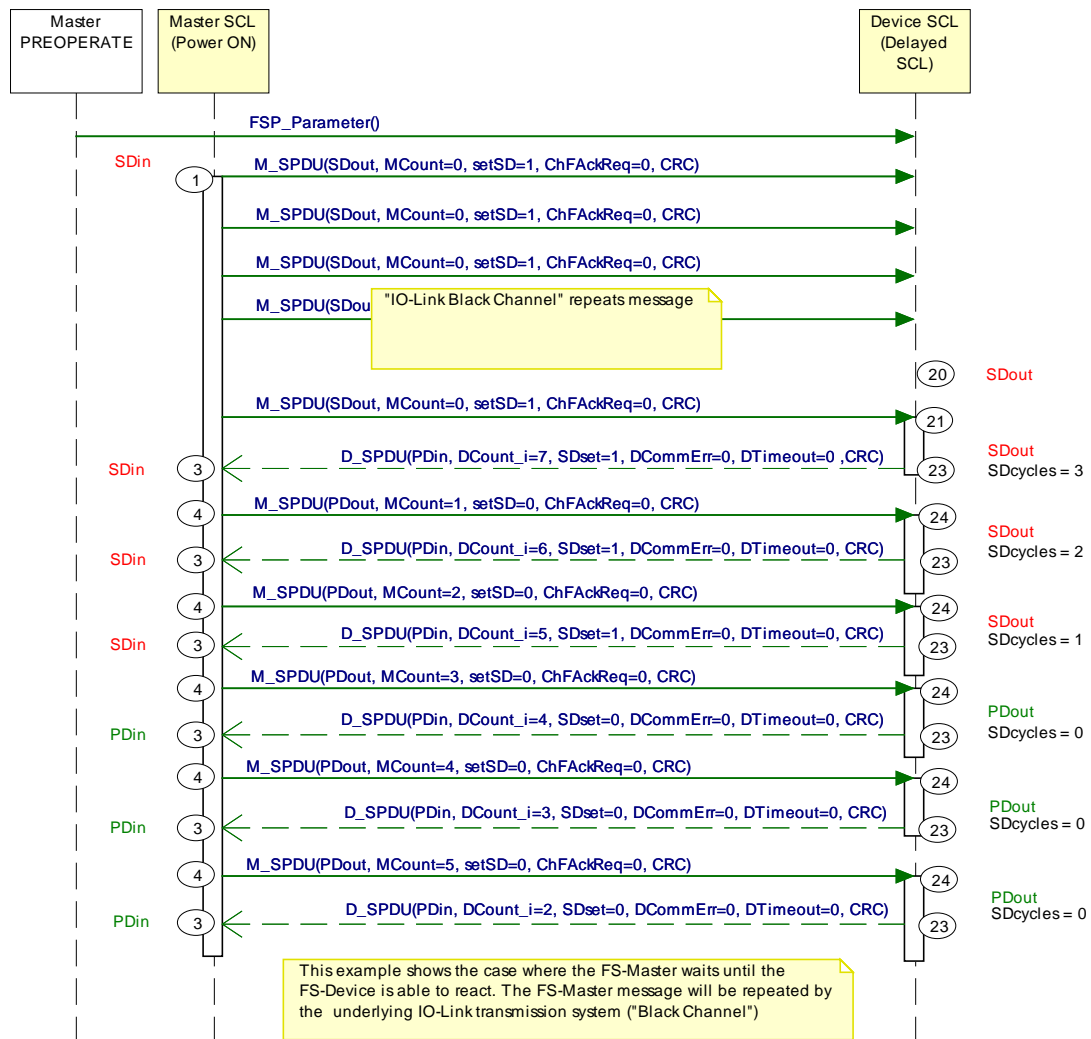 Master
PREOPERATE
Master SCL
(Power ON)
Device SCL
(Delayed
SCL)
FSP_Parameter()
SDin
M_SPDU(SDout, MCount=0, setSD=1, ChFAckReq=0, CRC)
1
M_SPDU(SDout, MCount=0, setSD=1, ChFAckReq=0, CRC)
M_SPDU(SDout, MCount=0, setSD=1, ChFAckReq=0, CRC)
M_SPDU(SDou
"IO-Link Black Channel" repeats message
20
SDout
M_SPDU(SDout, MCount=0, setSD=1, ChFAckReq=0, CRC)
21
SDin
3
D_SPDU(PDin, DCount_i=7, SDset=1, DCommErr=0, DTimeout=0 ,CRC)
23
SDout
SDcycles = 3
4
M_SPDU(PDout, MCount=1, setSD=0, ChFAckReq=0, CRC)
24
SDin
3
D_SPDU(PDin, DCount_i=6, SDset=1, DCommErr=0, DTimeout=0, CRC)
23
SDout
SDcycles = 2
4
M_SPDU(PDout, MCount=2, setSD=0, ChFAckReq=0, CRC)
24
SDin
3
D_SPDU(PDin, DCount_i=5, SDset=1, DCommErr=0, DTimeout=0, CRC)
23
SDout
SDcycles = 1
4
M_SPDU(PDout, MCount=3, setSD=0, ChFAckReq=0, CRC)
24
PDin
3
D_SPDU(PDin, DCount_i=4, SDset=0, DCommErr=0, DTimeout=0, CRC)
23
PDout
SDcycles = 0
4
M_SPDU(PDout, MCount=4, setSD=0, ChFAckReq=0, CRC)
24
PDin
3
D_SPDU(PDin, DCount_i=3, SDset=0, DCommErr=0, DTimeout=0, CRC)
23
PDout
SDcycles = 0
4
M_SPDU(PDout, MCount=5, setSD=0, ChFAckReq=0, CRC)
24
PDin
3
D_SPDU(PDin, DCount_i=2, SDset=0, DCommErr=0, DTimeout=0, CRC)
23
PDout
SDcycles = 0
This example shows the case where the FS-Master waits until the
FS-Device is able to react. The FS-Master message will be repeated by
the underlying IO-Link transmission system ("Black Channel")